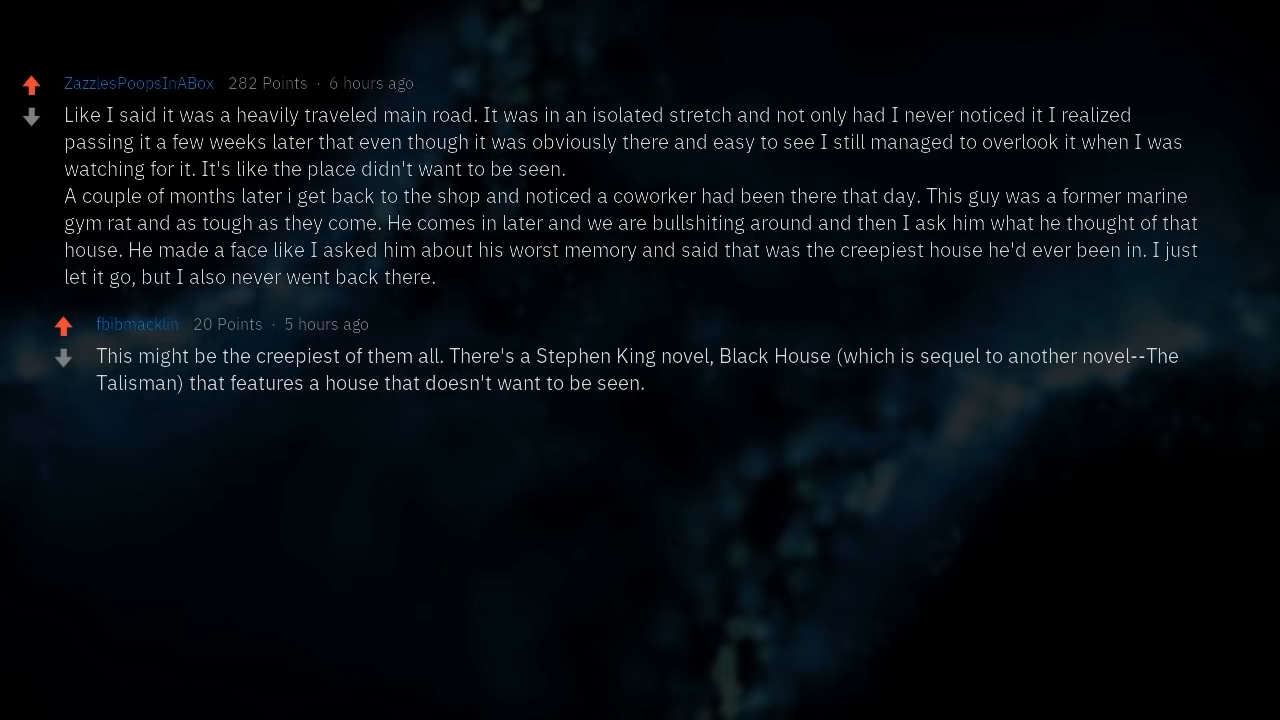 ZazzlesPoopsInABox 282 Points · 6 hours ago
Like I said it was a heavily traveled main road. It was in an isolated stretch and not only had I never noticed it I realized
passing it a few weeks later that even though it was obviously there and easy to see I still managed to overlook it when I was
watching for it. It's like the place didn't want to be seen.
A couple of months later i get back to the shop and noticed a coworker had been there that day. This guy was a former marine
gym rat and as tough as they come. He comes in later and we are bullshiting around and then I ask him what he thought of that
house. He made a face like I asked him about his worst memory and said that was the creepiest house he'd ever been in. I just
let it go, but I also never went back there.
fbibmacklin 20 Points · 5 hours ago
This might be the creepiest of them all. There's a Stephen King novel, Black House (which is sequel to another novel--The
Talisman) that features a house that doesn't want to be seen.